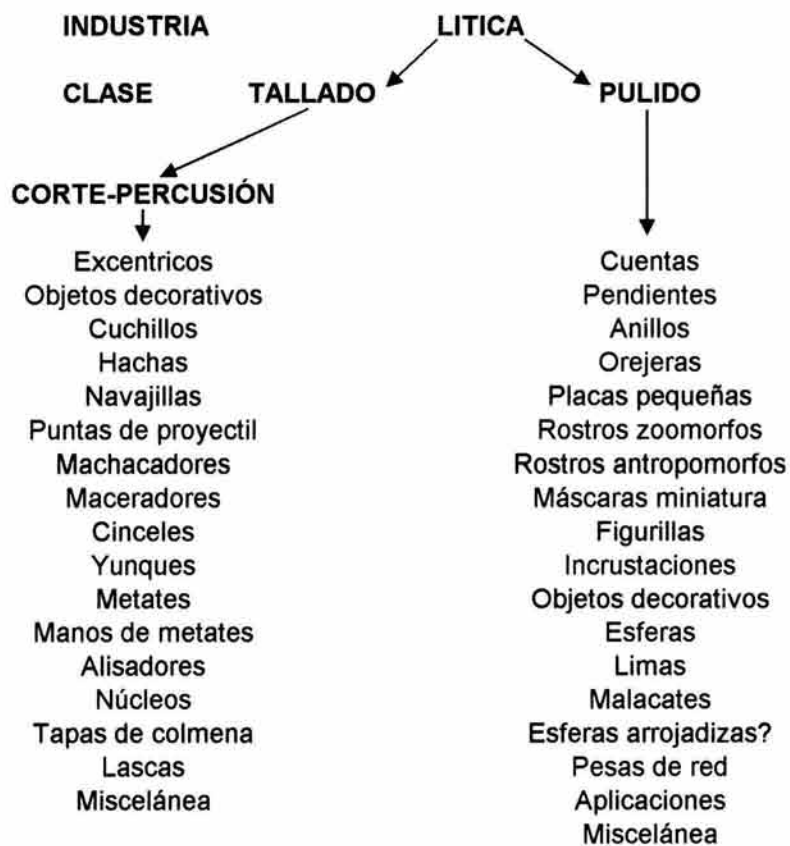 INDUSTRIA LITICA
CLASE TALLADO PULIDO
CORTE-PERCUSIÓN
Excentricos
Objetos decorativos
Cuchillos
Hachas
Navajillas
Puntas de proyectil
Machacadores
Maceradores
Cinceles
Yunques
Metates
Manos de metates
Alisadores
Núcleos
Tapas de colmena
Lascas
Miscelánea
Cuentas
Pendientes
Anillos
Orejeras
Placas pequeñas
Rostros zoomorfos
Rostros antropomorfos
Máscaras miniatura
Figurillas
Incrustaciones
Objetos decorativos
Esferas
Limas
Malacates
Esferas arrojadizas?
Pesas de red
Aplicaciones
Miscelánea